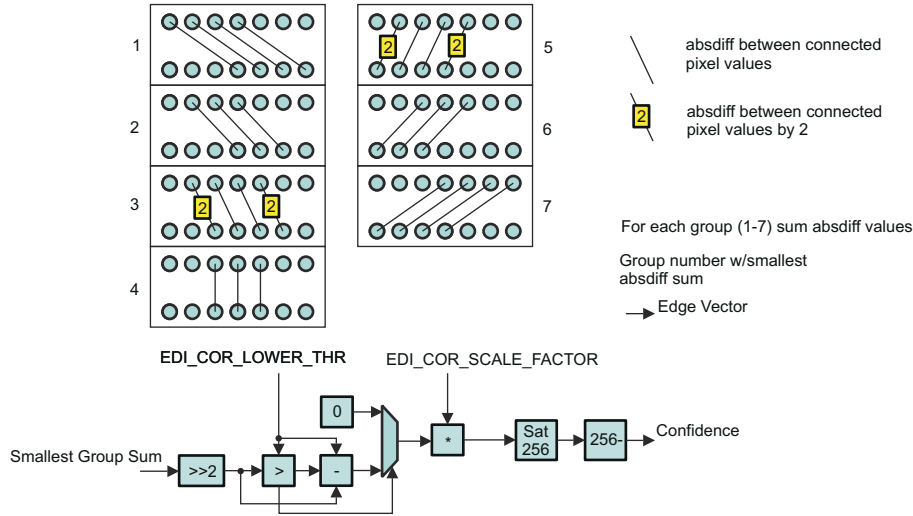 1
2
3
2
2
4
5
2
2
6
7
absdiff between connected
pixel values
2
absdiff between connected
pixel values by 2
For each group (1-7) sum absdiff values
Group number w/smallest
absdiff sum
Edge Vector
EDI_COR_LOWER_THR
EDI_COR_SCALE_FACTOR
0
Smallest Group Sum
>>2
>
-
*
Sat
256
256-
Confidence